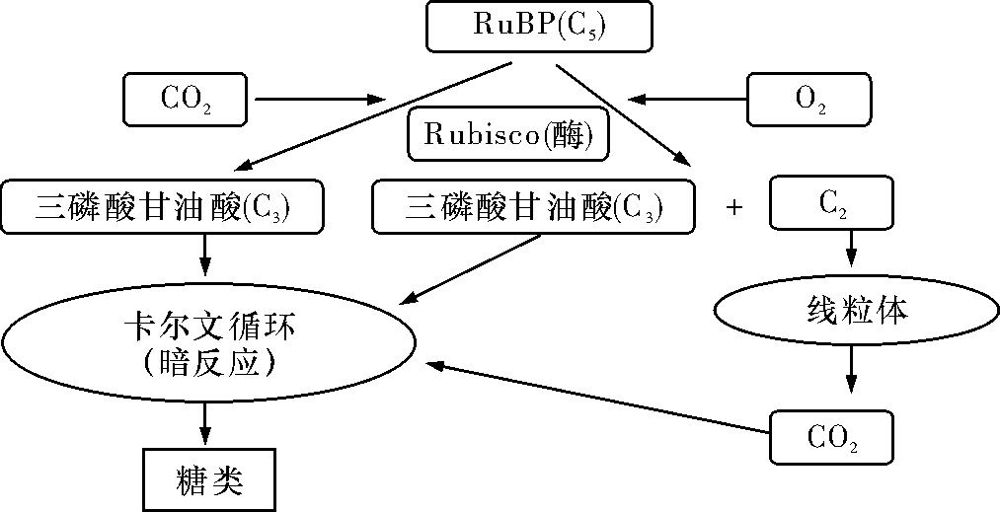 RuBP(C₅)
CO₂
O₂
Rubisco(酶)
三磷酸甘油酸(C₃)
三磷酸甘油酸(C₃)
+
C₂
卡尔文循环
(暗反应)
线粒体
CO₂
糖类